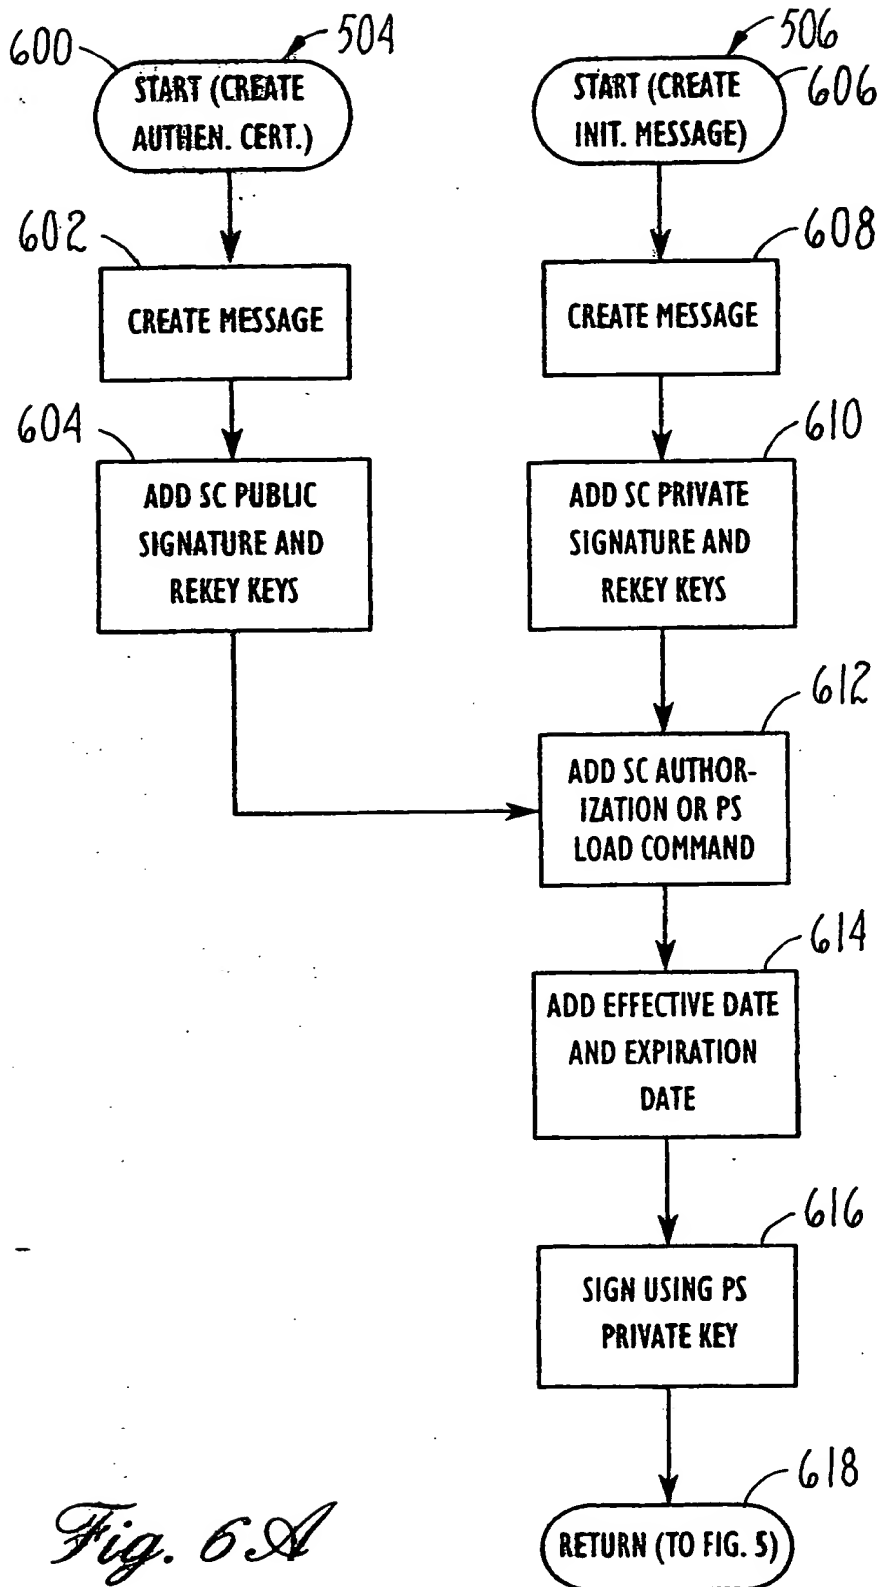 600
504
START (CREATE
AUTHEN. CERT.)
602
CREATE MESSAGE
604
ADD SC PUBLIC
SIGNATURE AND
REKEY KEYS
506
606
START (CREATE
INIT. MESSAGE)
608
CREATE MESSAGE
610
ADD SC PRIVATE
SIGNATURE AND
REKEY KEYS
612
ADD SC AUTHOR-
IZATION OR PS
LOAD COMMAND
614
ADD EFFECTIVE DATE
AND EXPIRATION
DATE
616
SIGN USING PS
PRIVATE KEY
618
RETURN (TO FIG. 5)
Fig. 6A